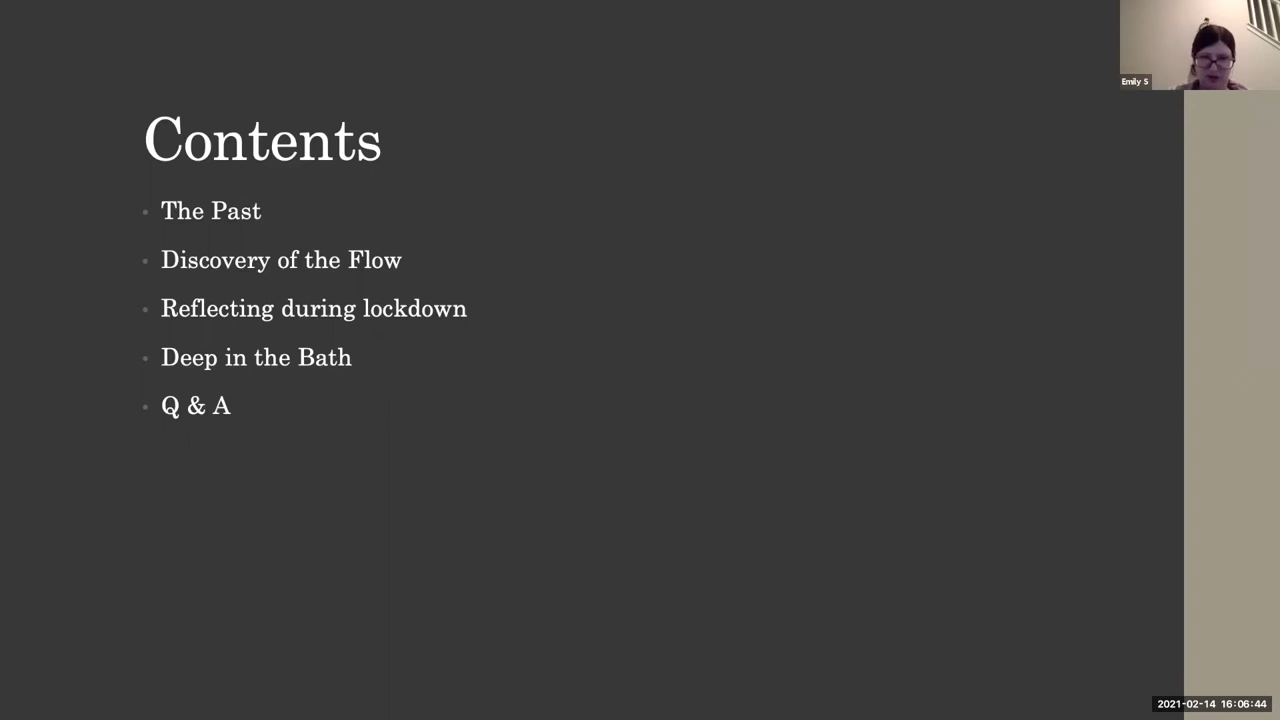 Emily S
Contents
The Past
Discovery of the Flow
Reflecting during lockdown
Deep in the Bath
Q & A
2021-02-14 16:06:44